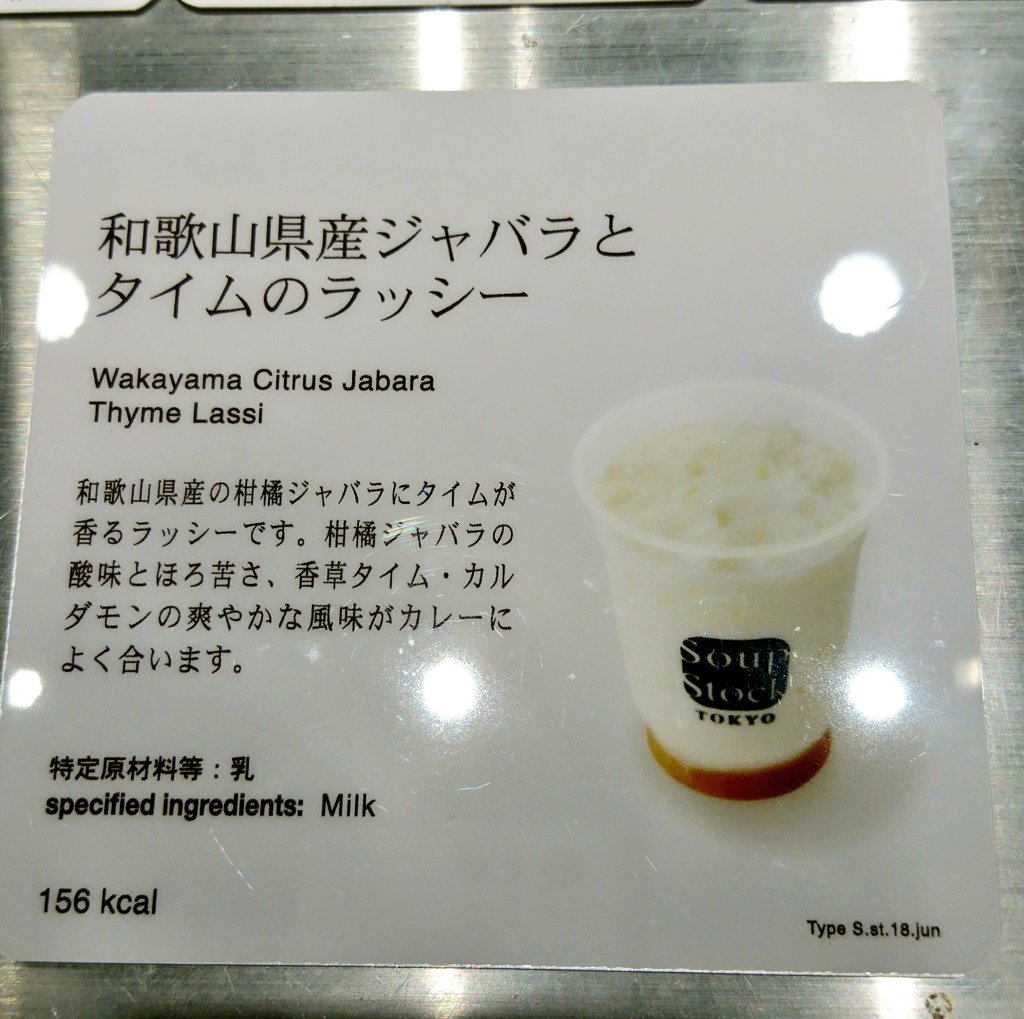 和歌山県産ジャバラと
タイムのラッシー
Wakayama Citrus Jabara
Thyme Lassi
和歌山県産の柑橘ジャバラにタイムが
香るラッシーです。柑橘ジャバラの
酸味とほろ苦さ、香草タイム・カル
ダモンの爽やかな風味がカレーに
よく合います。
Soup
Stock
TOKYO
特定原材料等：乳
specified ingredients: Milk
156 kcal
Type S.st.18.jun